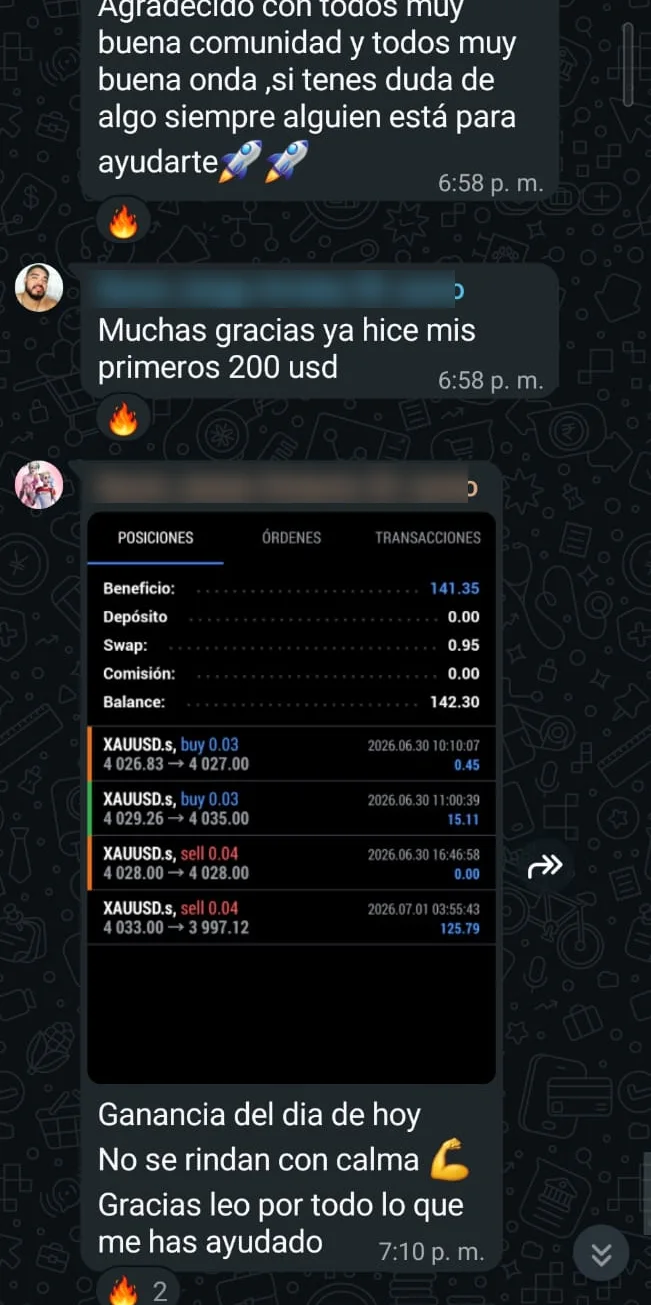 Agradecido con todos muy
buena comunidad y todos muy
buena onda ,si tenes duda de
algo siempre alguien está para
ayudarte🚀🚀
6:58 p. m.
🔥
Muchas gracias ya hice mis
primeros 200 usd
6:58 p. m.
🔥
POSICIONES ÓRDENES TRANSACCIONES
Beneficio: 141.35
Depósito 0.00
Swap: 0.95
Comisión: 0.00
Balance: 142.30
XAUUSD.s, buy 0.03 2026.06.30 10:10:07
4 026.83 → 4 027.00 0.45
XAUUSD.s, buy 0.03 2026.06.30 11:00:39
4 029.26 → 4 035.00 15.11
XAUUSD.s, sell 0.04 2026.06.30 16:46:58
4 028.00 → 4 028.00 0.00
XAUUSD.s, sell 0.04 2026.07.01 03:55:43
4 033.00 → 3 997.12 125.79
Ganancia del dia de hoy
No se rindan con calma 💪
Gracias leo por todo lo que
me has ayudado
7:10 p. m.
🔥 2